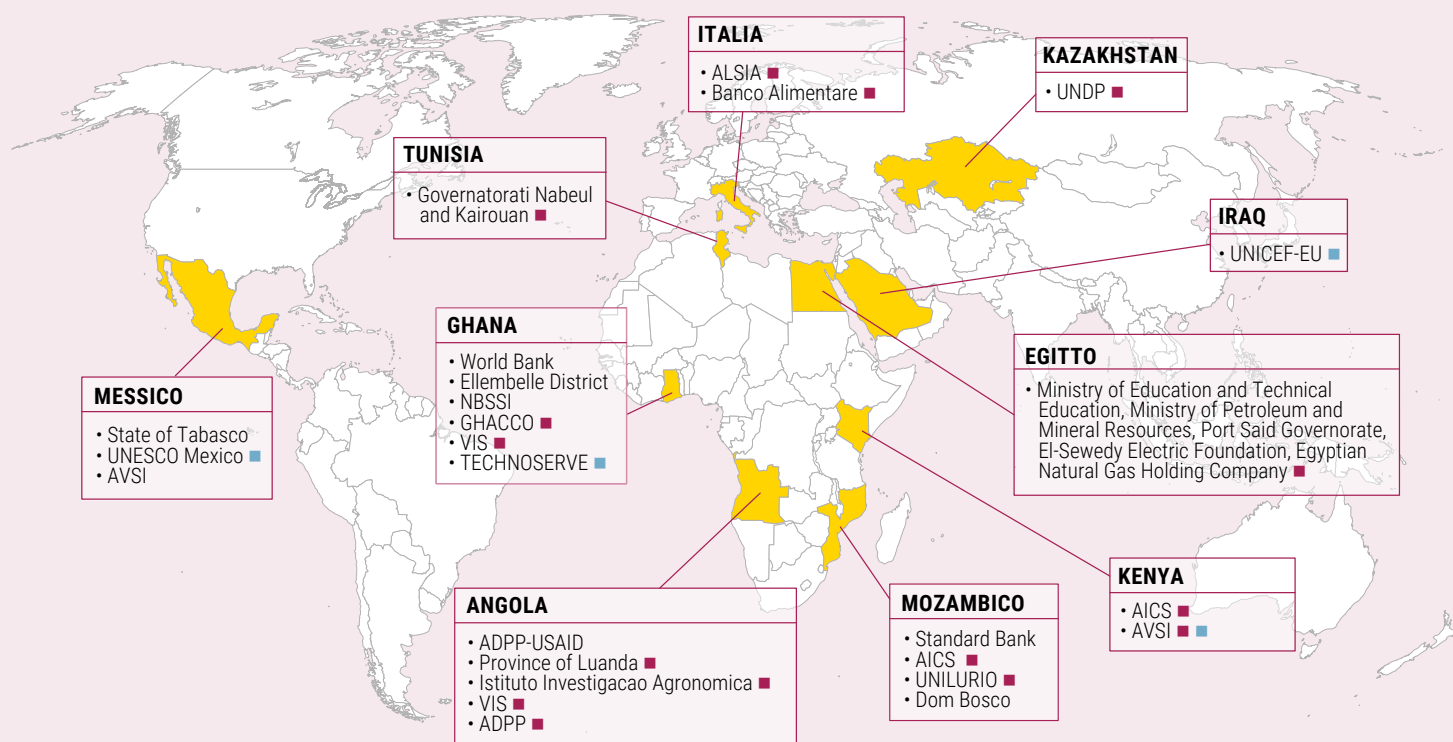 ITALIA
• ALSIA
• Banco Alimentare
KAZAKHSTAN
• UNDP
TUNISIA
• Governatorati Nabeul
and Kairouan
IRAQ
• UNICEF-EU
GHANA
• World Bank
• Ellembelle District
• NBSSI
• GHACCO
• VIS
• TECHNOSERVE
EGITTO
• Ministry of Education and Technical
Education, Ministry of Petroleum and
Mineral Resources, Port Said Governorate,
El-Sewedy Electric Foundation, Egyptian
Natural Gas Holding Company
MESSICO
• State of Tabasco
• UNESCO Mexico
• AVSI
KENYA
• AICS
• AVSI
ANGOLA
• ADPP-USAID
• Province of Luanda
• Istituto Investigacao Agronomica
• VIS
• ADPP
MOZAMBICO
• Standard Bank
• AICS
• UNILURIO
• Dom Bosco